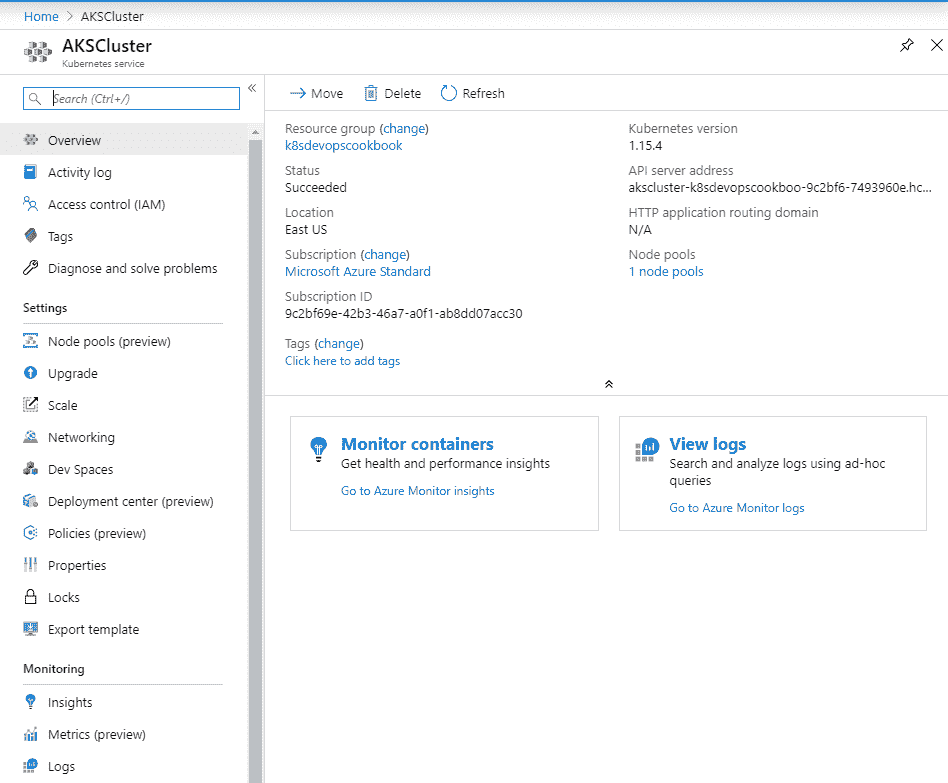 Home > AKSCluster
AKSCluster
Kubernetes service
Search (Ctrl+/)
«
Overview
Activity log
Access control (IAM)
Tags
Diagnose and solve problems
Settings
Node pools (preview)
Upgrade
Scale
Networking
Dev Spaces
Deployment center (preview)
Policies (preview)
Properties
Locks
Export template
Monitoring
Insights
Metrics (preview)
Logs
Move Delete Refresh
Resource group (change)
k8sdevopscookbook
Status
Succeeded
Location
East US
Subscription (change)
Microsoft Azure Standard
Subscription ID
9c2bf69e-42b3-46a7-a0f1-ab8dd07acc30
Tags (change)
Click here to add tags
Kubernetes version
1.15.4
API server address
akscluster-k8sdevopscookboo-9c2bf6-7493960e.hc...
HTTP application routing domain
N/A
Node pools
1 node pools
Monitor containers
Get health and performance insights
Go to Azure Monitor insights
View logs
Search and analyze logs using ad-hoc
queries
Go to Azure Monitor logs